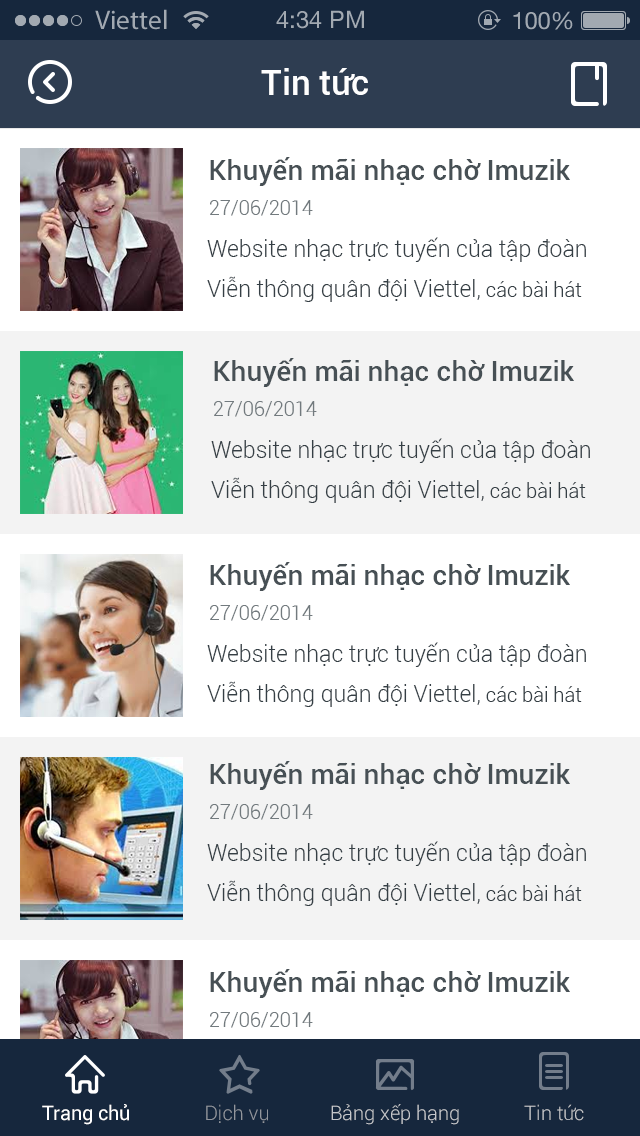 Viettel 4:34 PM 100%
Tin tức
Khuyến mãi nhạc chờ Imuzik
27/06/2014
Website nhạc trực tuyến của tập đoàn
Viễn thông quân đội Viettel, các bài hát
Khuyến mãi nhạc chờ Imuzik
27/06/2014
Website nhạc trực tuyến của tập đoàn
Viễn thông quân đội Viettel, các bài hát
Khuyến mãi nhạc chờ Imuzik
27/06/2014
Website nhạc trực tuyến của tập đoàn
Viễn thông quân đội Viettel, các bài hát
Khuyến mãi nhạc chờ Imuzik
27/06/2014
Website nhạc trực tuyến của tập đoàn
Viễn thông quân đội Viettel, các bài hát
Khuyến mãi nhạc chờ Imuzik
27/06/2014
Trang chủ Dịch vụ Bảng xếp hạng Tin tức